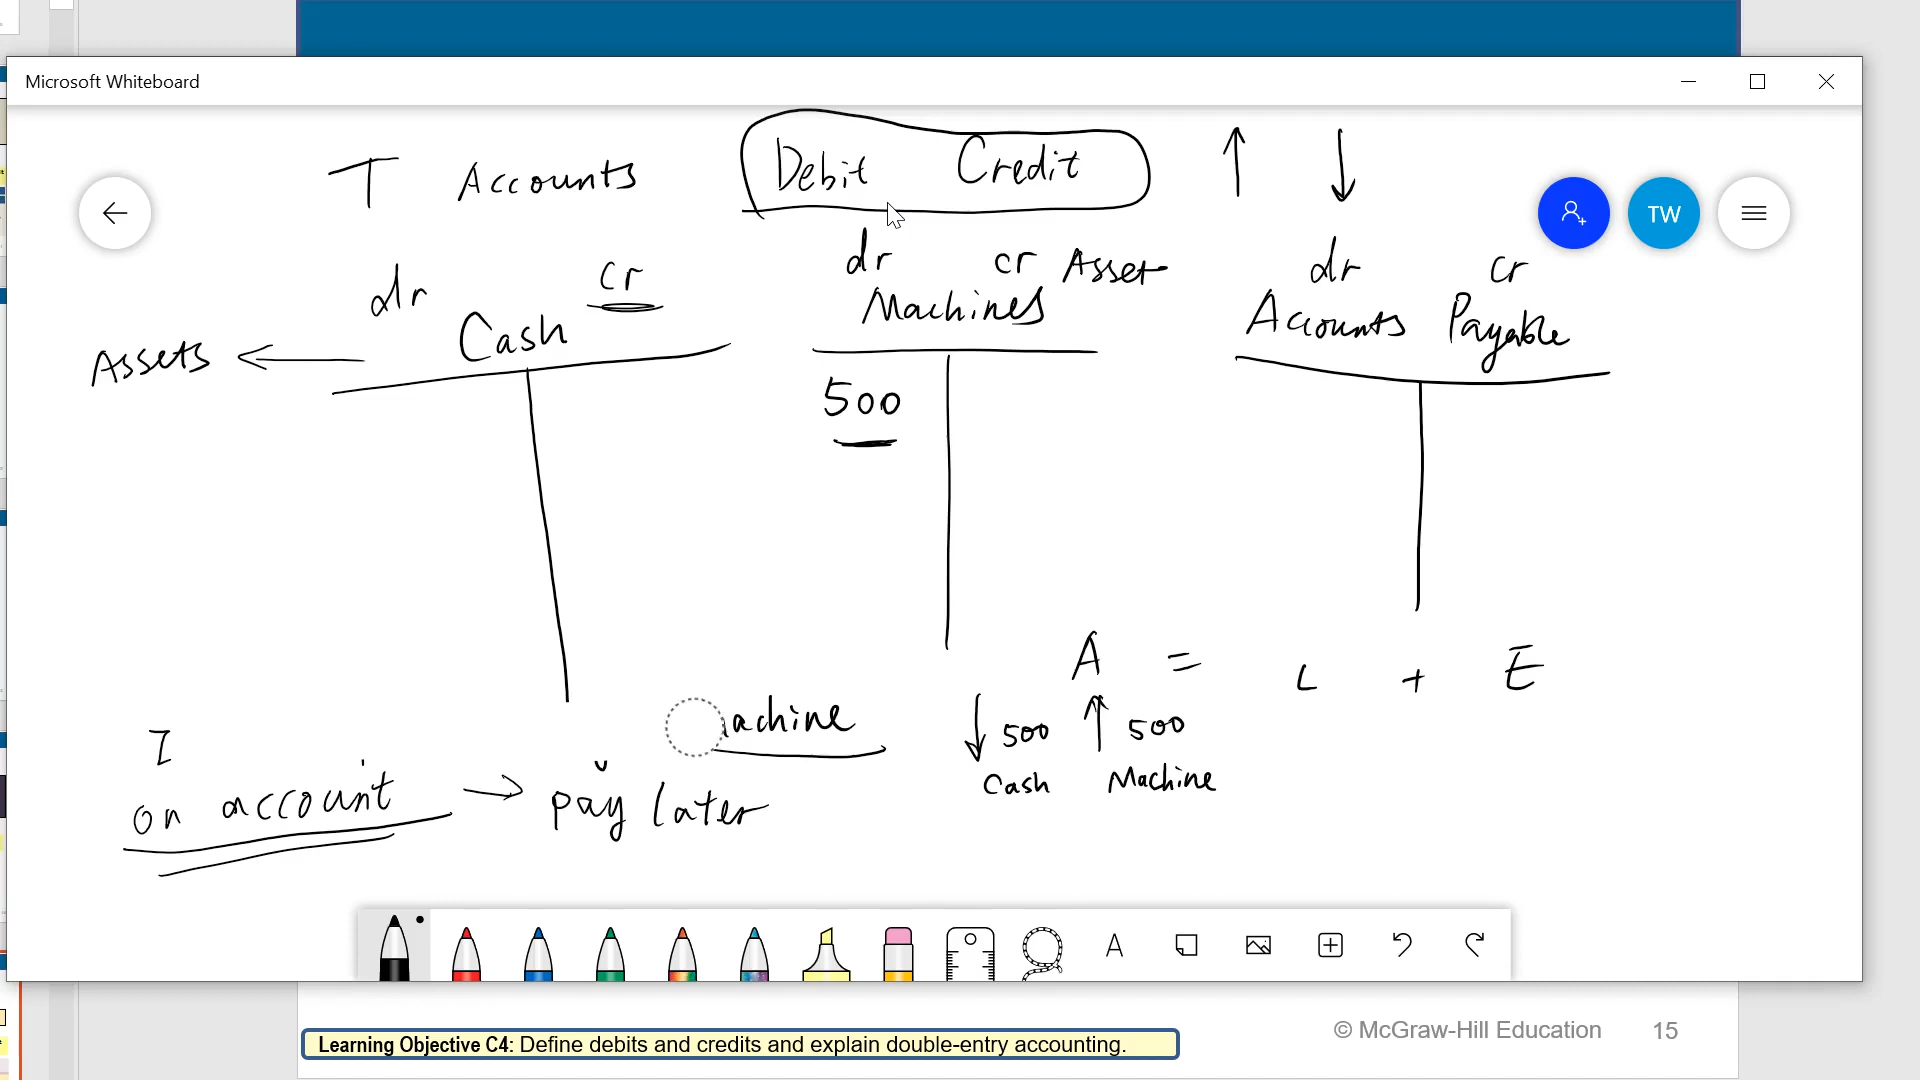 Microsoft Whiteboard
T Accounts Debit Credit ↑ ↓
TW
dr cr dr cr Asset dr cr
Assets ← Cash Machines Accounts Payable
500
A = L + E
I achine ↓ 500 ↑ 500
on account → pay later Cash Machine
A
Learning Objective C4: Define debits and credits and explain double-entry accounting.
© McGraw-Hill Education 15